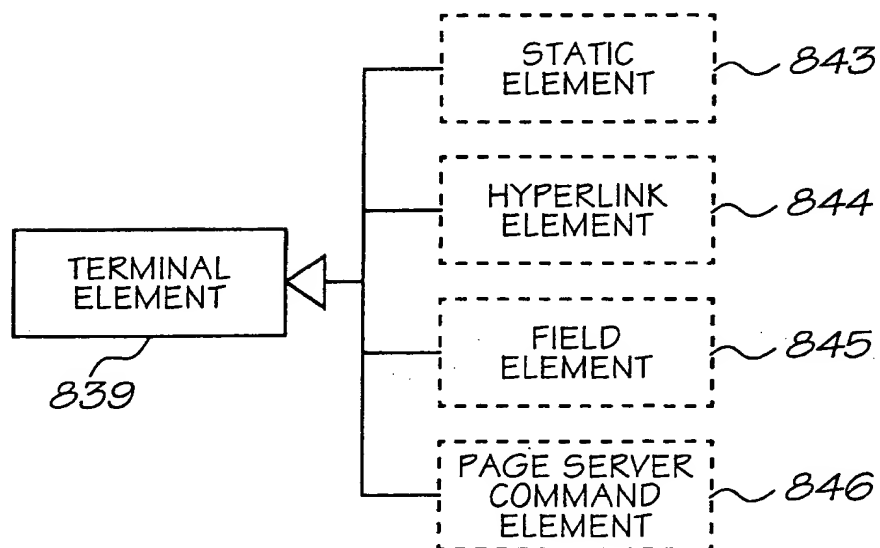 STATIC
ELEMENT
843
HYPERLINK
ELEMENT
844
TERMINAL
ELEMENT
839
FIELD
ELEMENT
845
PAGE SERVER
COMMAND
ELEMENT
846